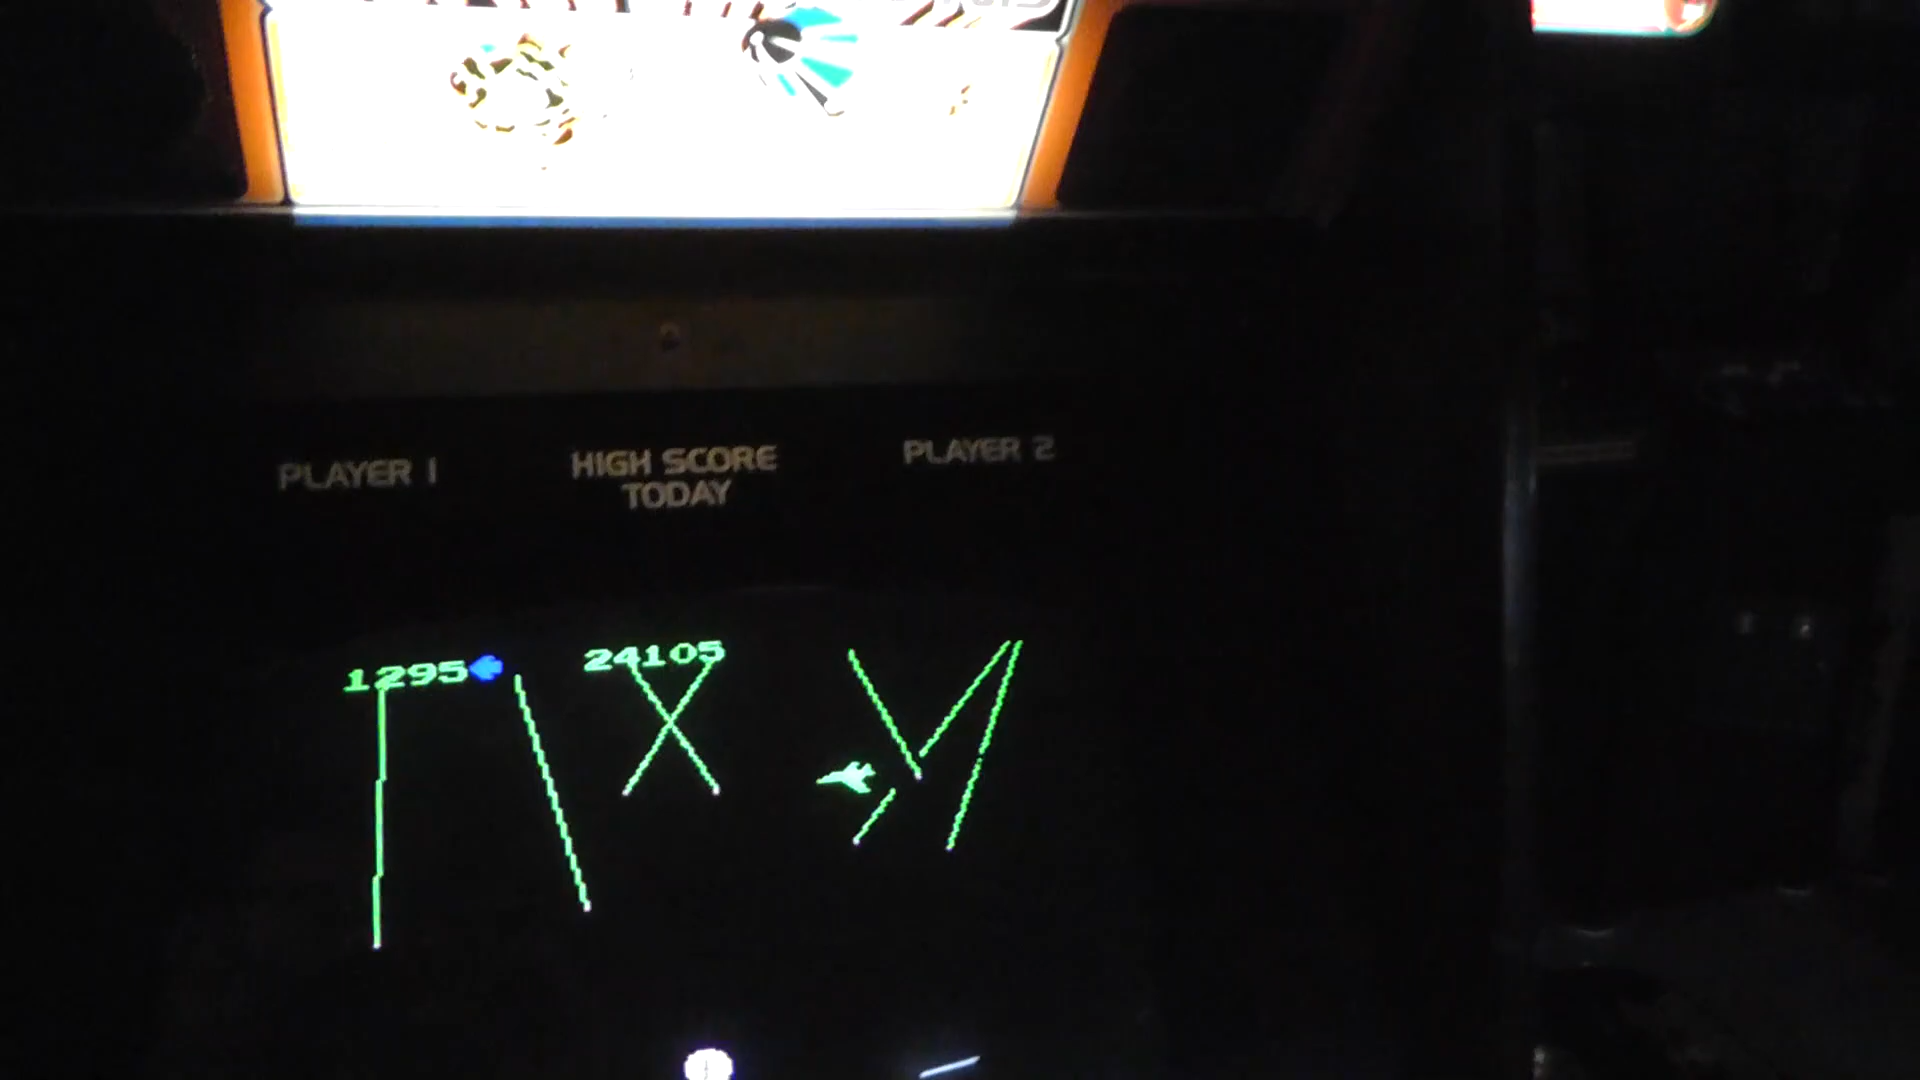 PLAYER 1
HIGH SCORE
TODAY
PLAYER 2
1295
24105